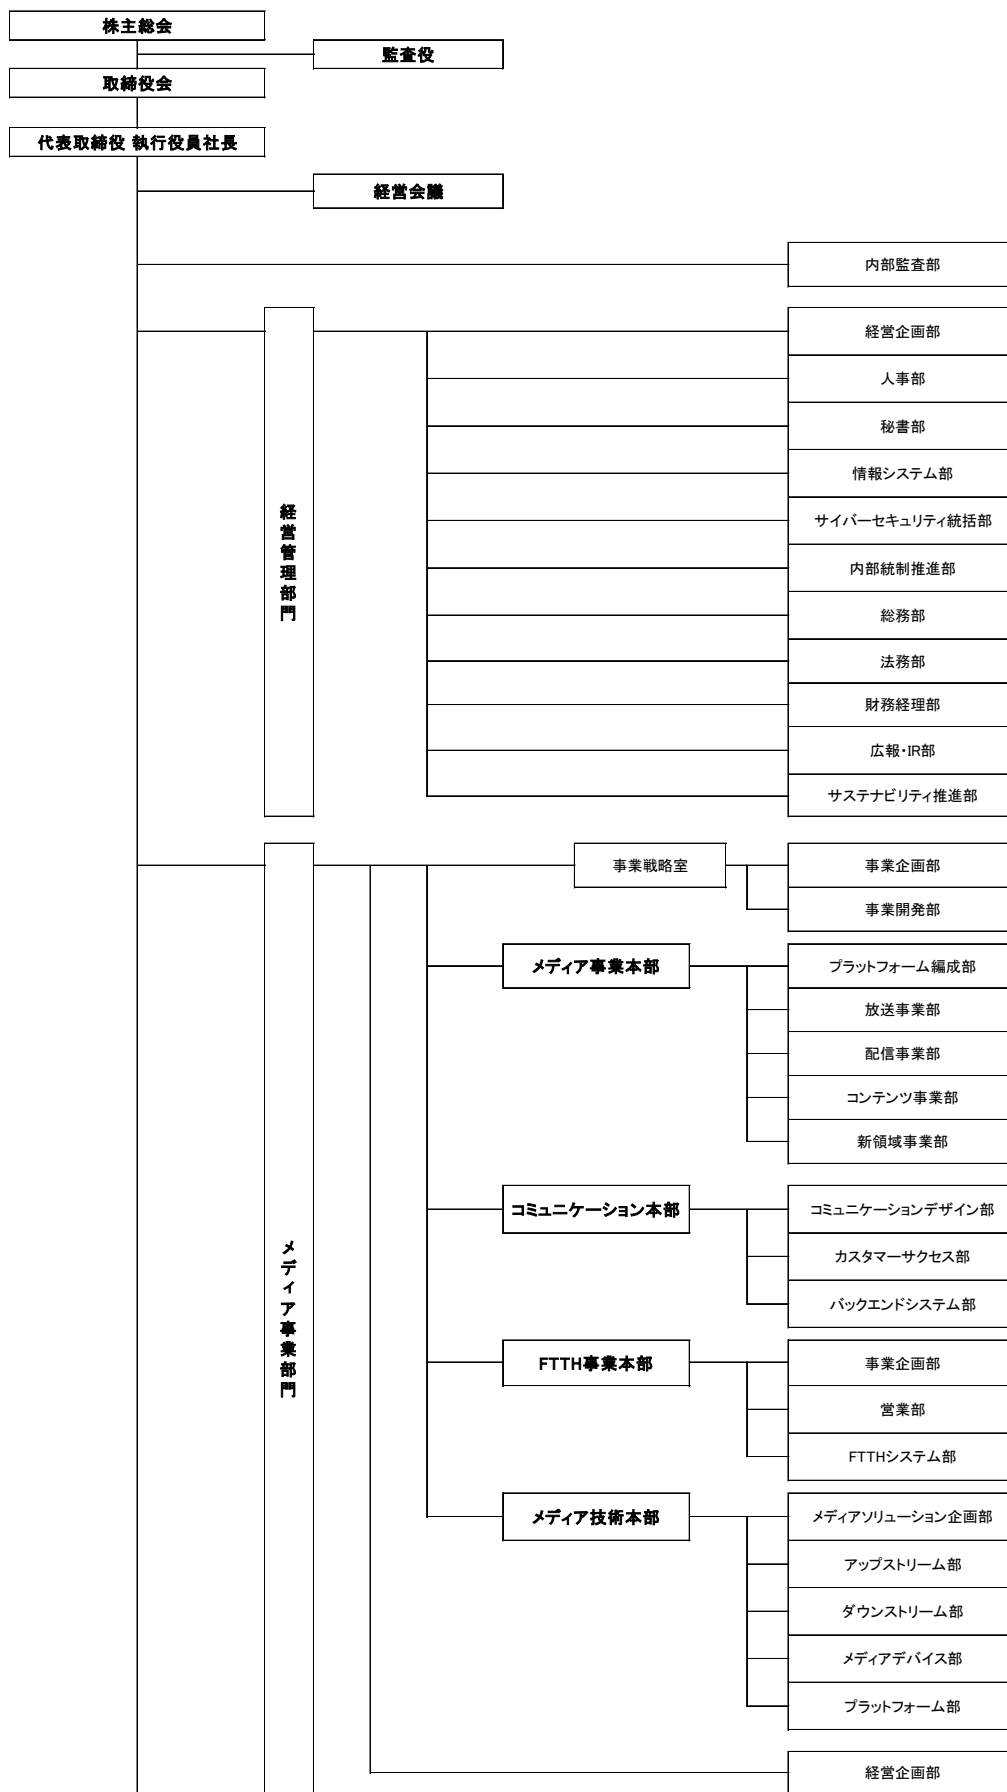 株主総会
監査役
取締役会
代表取締役 執行役員社長
経営会議
内部監査部
経営管理部門
経営企画部
人事部
秘書部
情報システム部
サイバーセキュリティ統括部
内部統制推進部
総務部
法務部
財務経理部
広報・IR部
サステナビリティ推進部
メディア事業部門
事業戦略室
事業企画部
事業開発部
メディア事業本部
プラットフォーム編成部
放送事業部
配信事業部
コンテンツ事業部
新領域事業部
コミュニケーション本部
コミュニケーションデザイン部
カスタマーサクセス部
バックエンドシステム部
FTTH事業本部
事業企画部
営業部
FTTHシステム部
メディア技術本部
メディアソリューション企画部
アップストリーム部
ダウンストリーム部
メディアデバイス部
プラットフォーム部
経営企画部